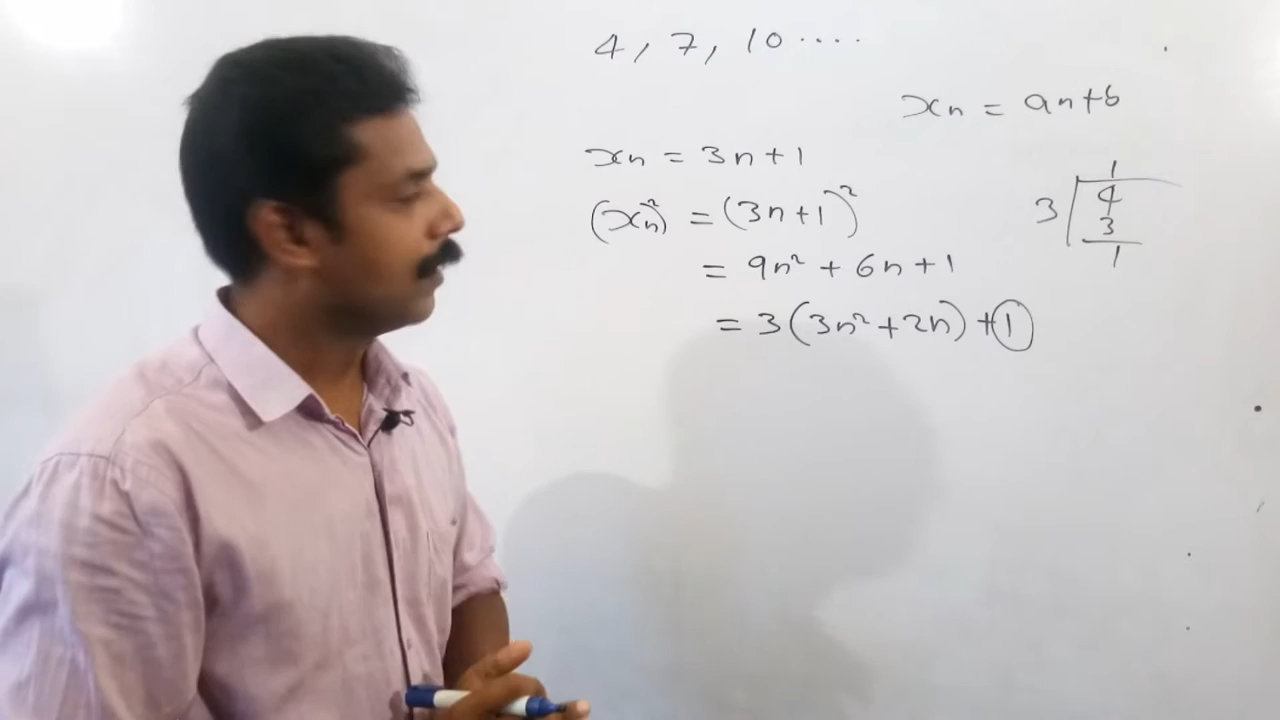 4, 7, 10 ....
xn = an+b
xn = 3n+1
(xn²) = (3n+1)²
= 9n² + 6n + 1
= 3(3n² + 2n) + 1
1
3 4
3
1